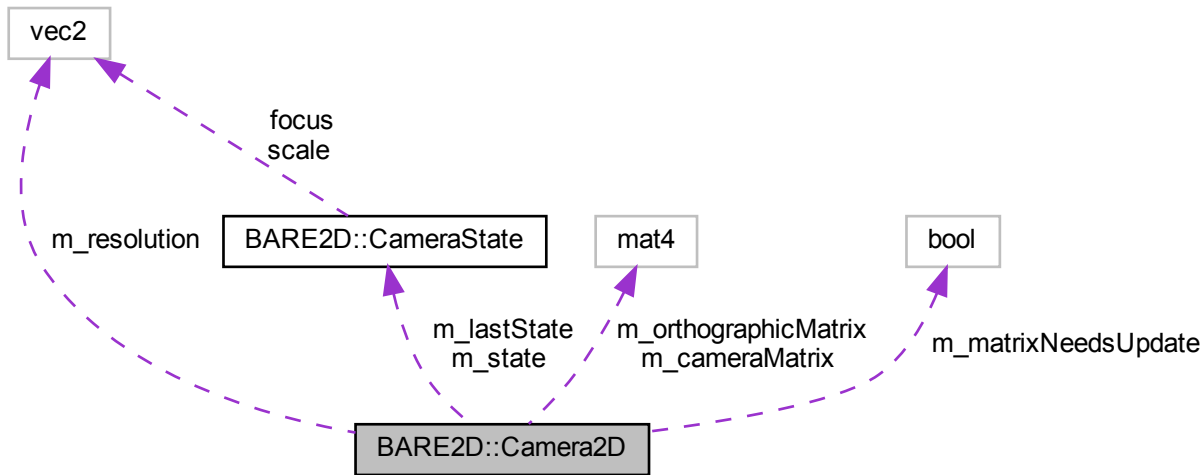 vec2
focus
scale
m_resolution
BARE2D::CameraState
mat4
bool
m_lastState
m_state
m_orthographicMatrix
m_cameraMatrix
m_matrixNeedsUpdate
BARE2D::Camera2D